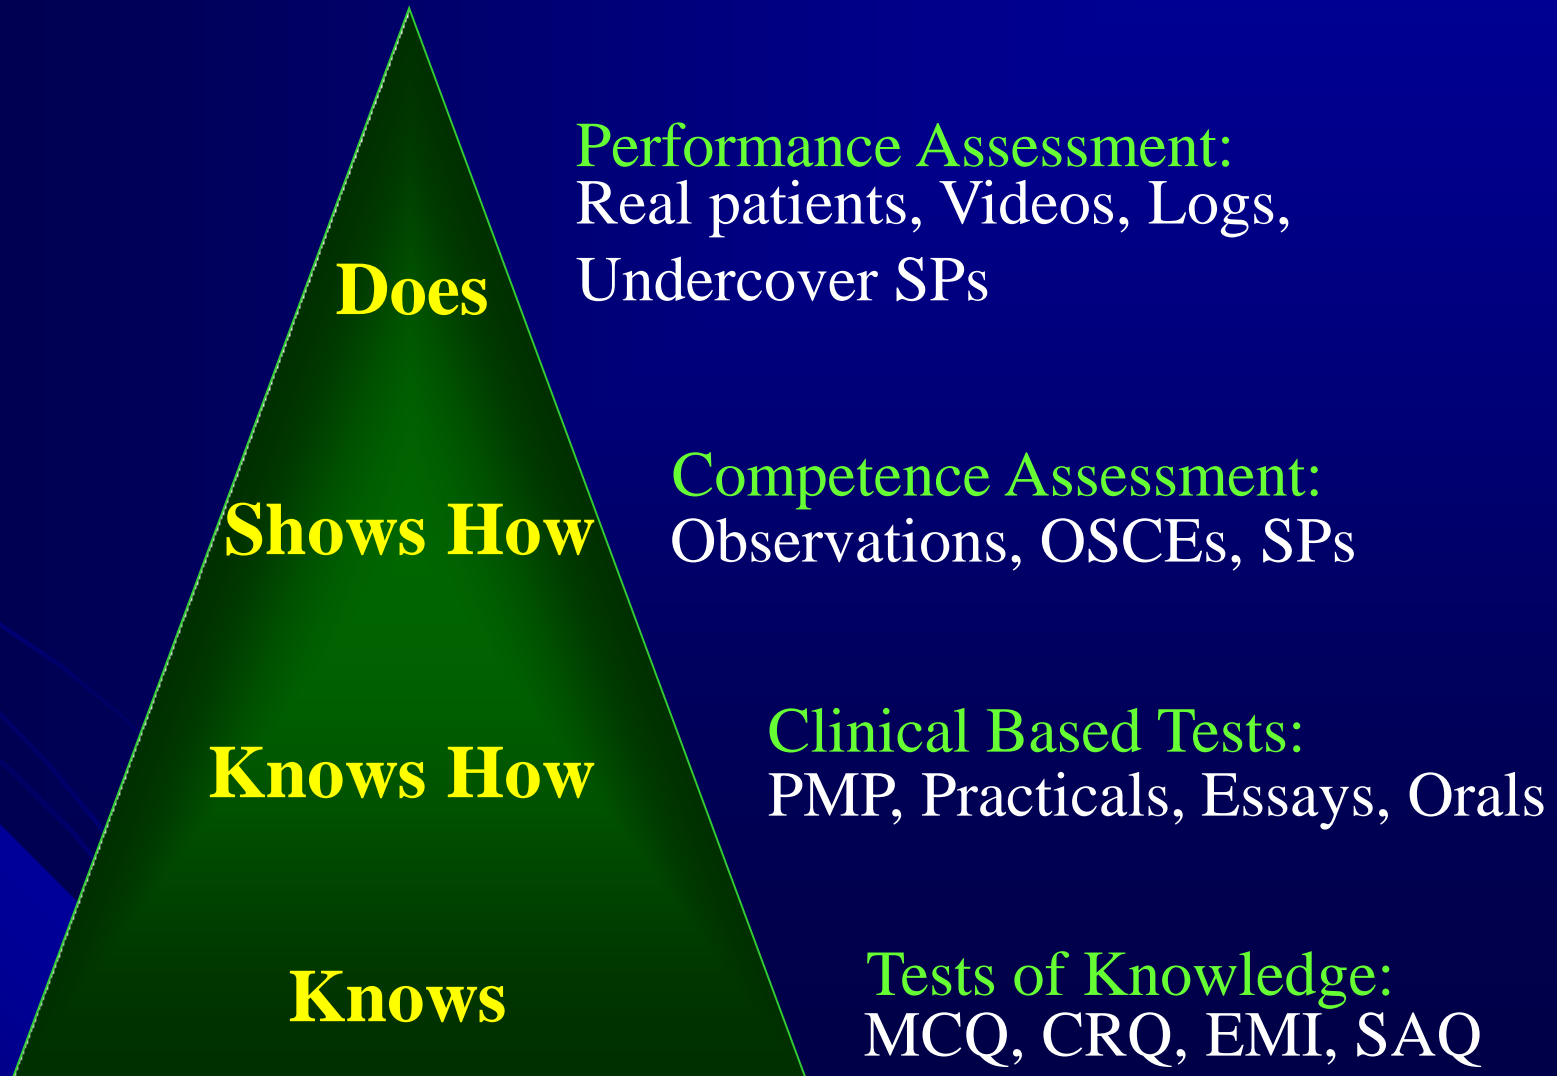 Performance Assessment:
Real patients, Videos, Logs,
Undercover SPs
Does
Competence Assessment:
Observations, OSCEs, SPs
Shows How
Clinical Based Tests:
PMP, Practicals, Essays, Orals
Knows How
Tests of Knowledge:
MCQ, CRQ, EMI, SAQ
Knows